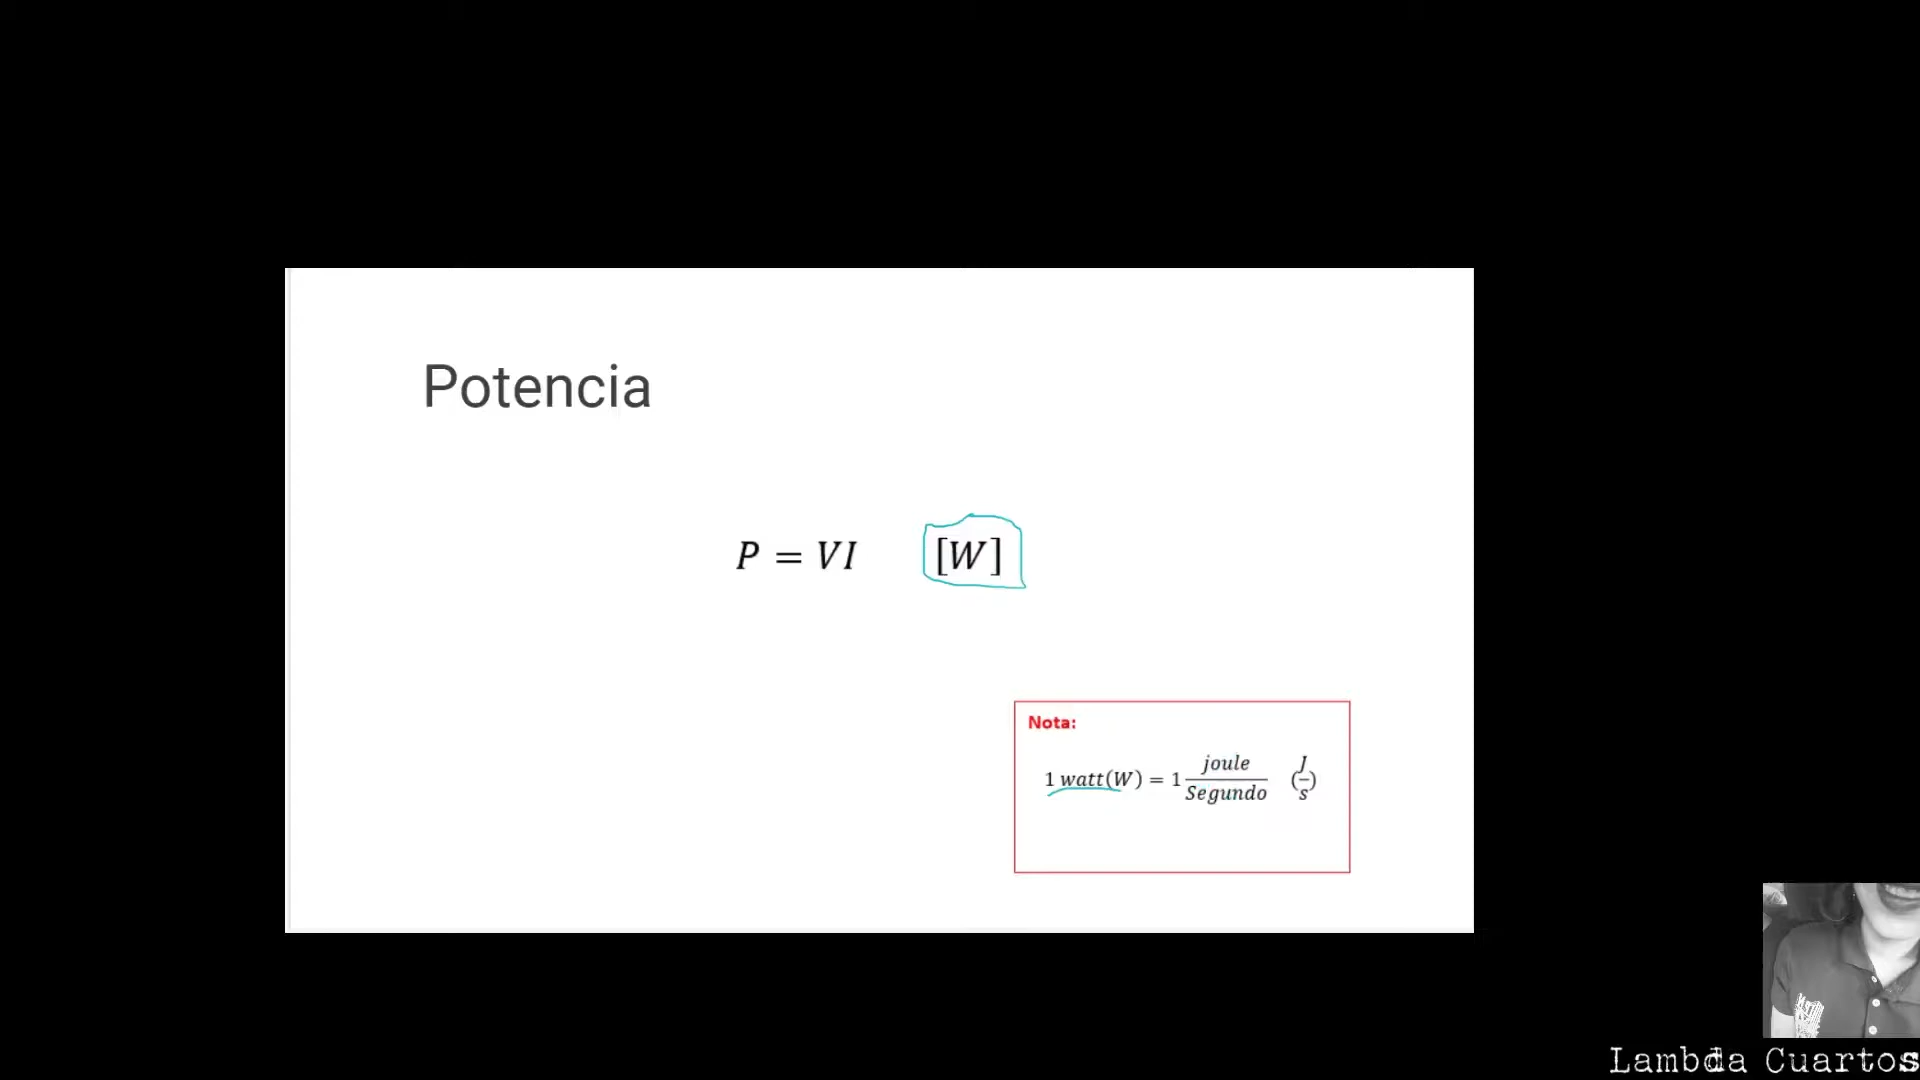 Potencia
P = VI [W]
Nota:
1 watt(W) = 1 joule/Segundo (J/s)
Lambda Cuartos